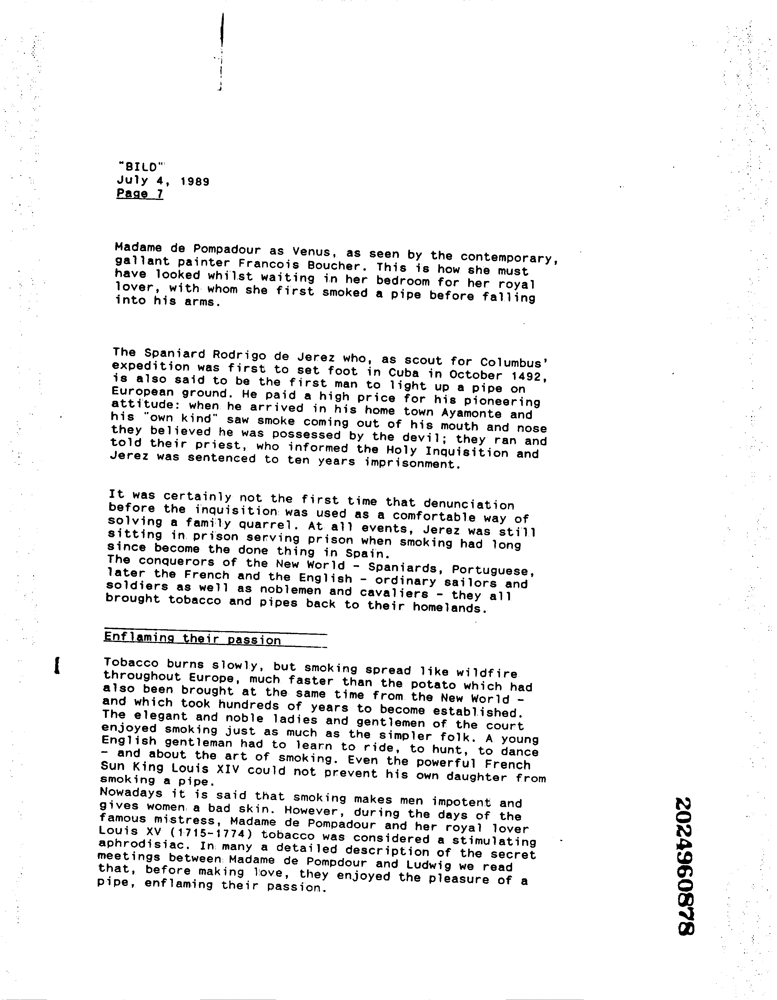 "BILD"
July 4, 1989
Page 7
Madame de Pompadour as Venus, as seen by the contemporary,
gallant painter Francois Boucher. This is how she must
have looked whilst waiting in her bedroom for her royal
lover, with whom she first smoked a pipe before falling
into his arms.
The Spaniard Rodrigo de Jerez who, as scout for Columbus'
expedition was first to set foot in Cuba in October 1492,
is also said to be the first man to light up a pipe on
European ground. He paid a high price for his pioneering
attitude: when he arrived in his home town Ayamonte and
his "own kind" saw smoke coming out of his mouth and nose
they believed he was possessed by the devil; they ran and
told their priest, who informed the Holy Inquisition and
Jerez was sentenced to ten years imprisonment.
It was certainly not the first time that denunciation
before the inquisition was used as a comfortable way of
solving a family quarrel. At all events, Jerez was still
sitting in prison serving prison when smoking had long
since become the done thing in Spain.
The conquerors of the New World - Spaniards, Portuguese,
later the French and the English - ordinary sailors and
soldiers as well as noblemen and cavaliers - they all
brought tobacco and pipes back to their homelands.
Enflaming their passion
Tobacco burns slowly, but smoking spread like wildfire
throughout Europe, much faster than the potato which had
also been brought at the same time from the New World -
and which took hundreds of years to become established.
The elegant and noble ladies and gentlemen of the court
enjoyed smoking just as much as the simpler folk. A young
English gentleman had to learn to ride, to hunt, to dance
- and about the art of smoking. Even the powerful French
Sun King Louis XIV could not prevent his own daughter from
smoking a pipe.
Nowadays it is said that smoking makes men impotent and
gives women a bad skin. However, during the days of the
famous mistress, Madame de Pompadour and her royal lover
Louis XV (1715-1774) tobacco was considered a stimulating
aphrodisiac. In many a detailed description of the secret
meetings between Madame de Pompdour and Ludwig we read
that, before making love, they enjoyed the pleasure of a
pipe, enflaming their passion.
2024960878